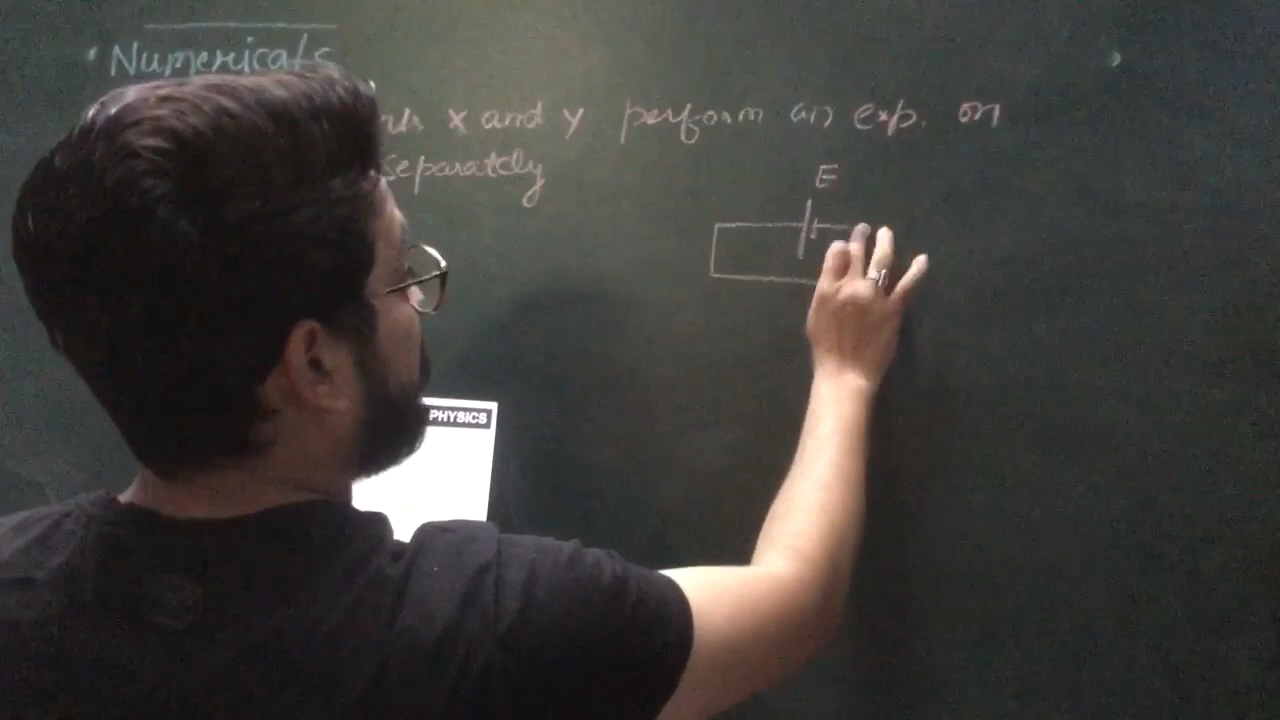 Numericals
x and y perform an exp. on
separately
E
PHYSICS